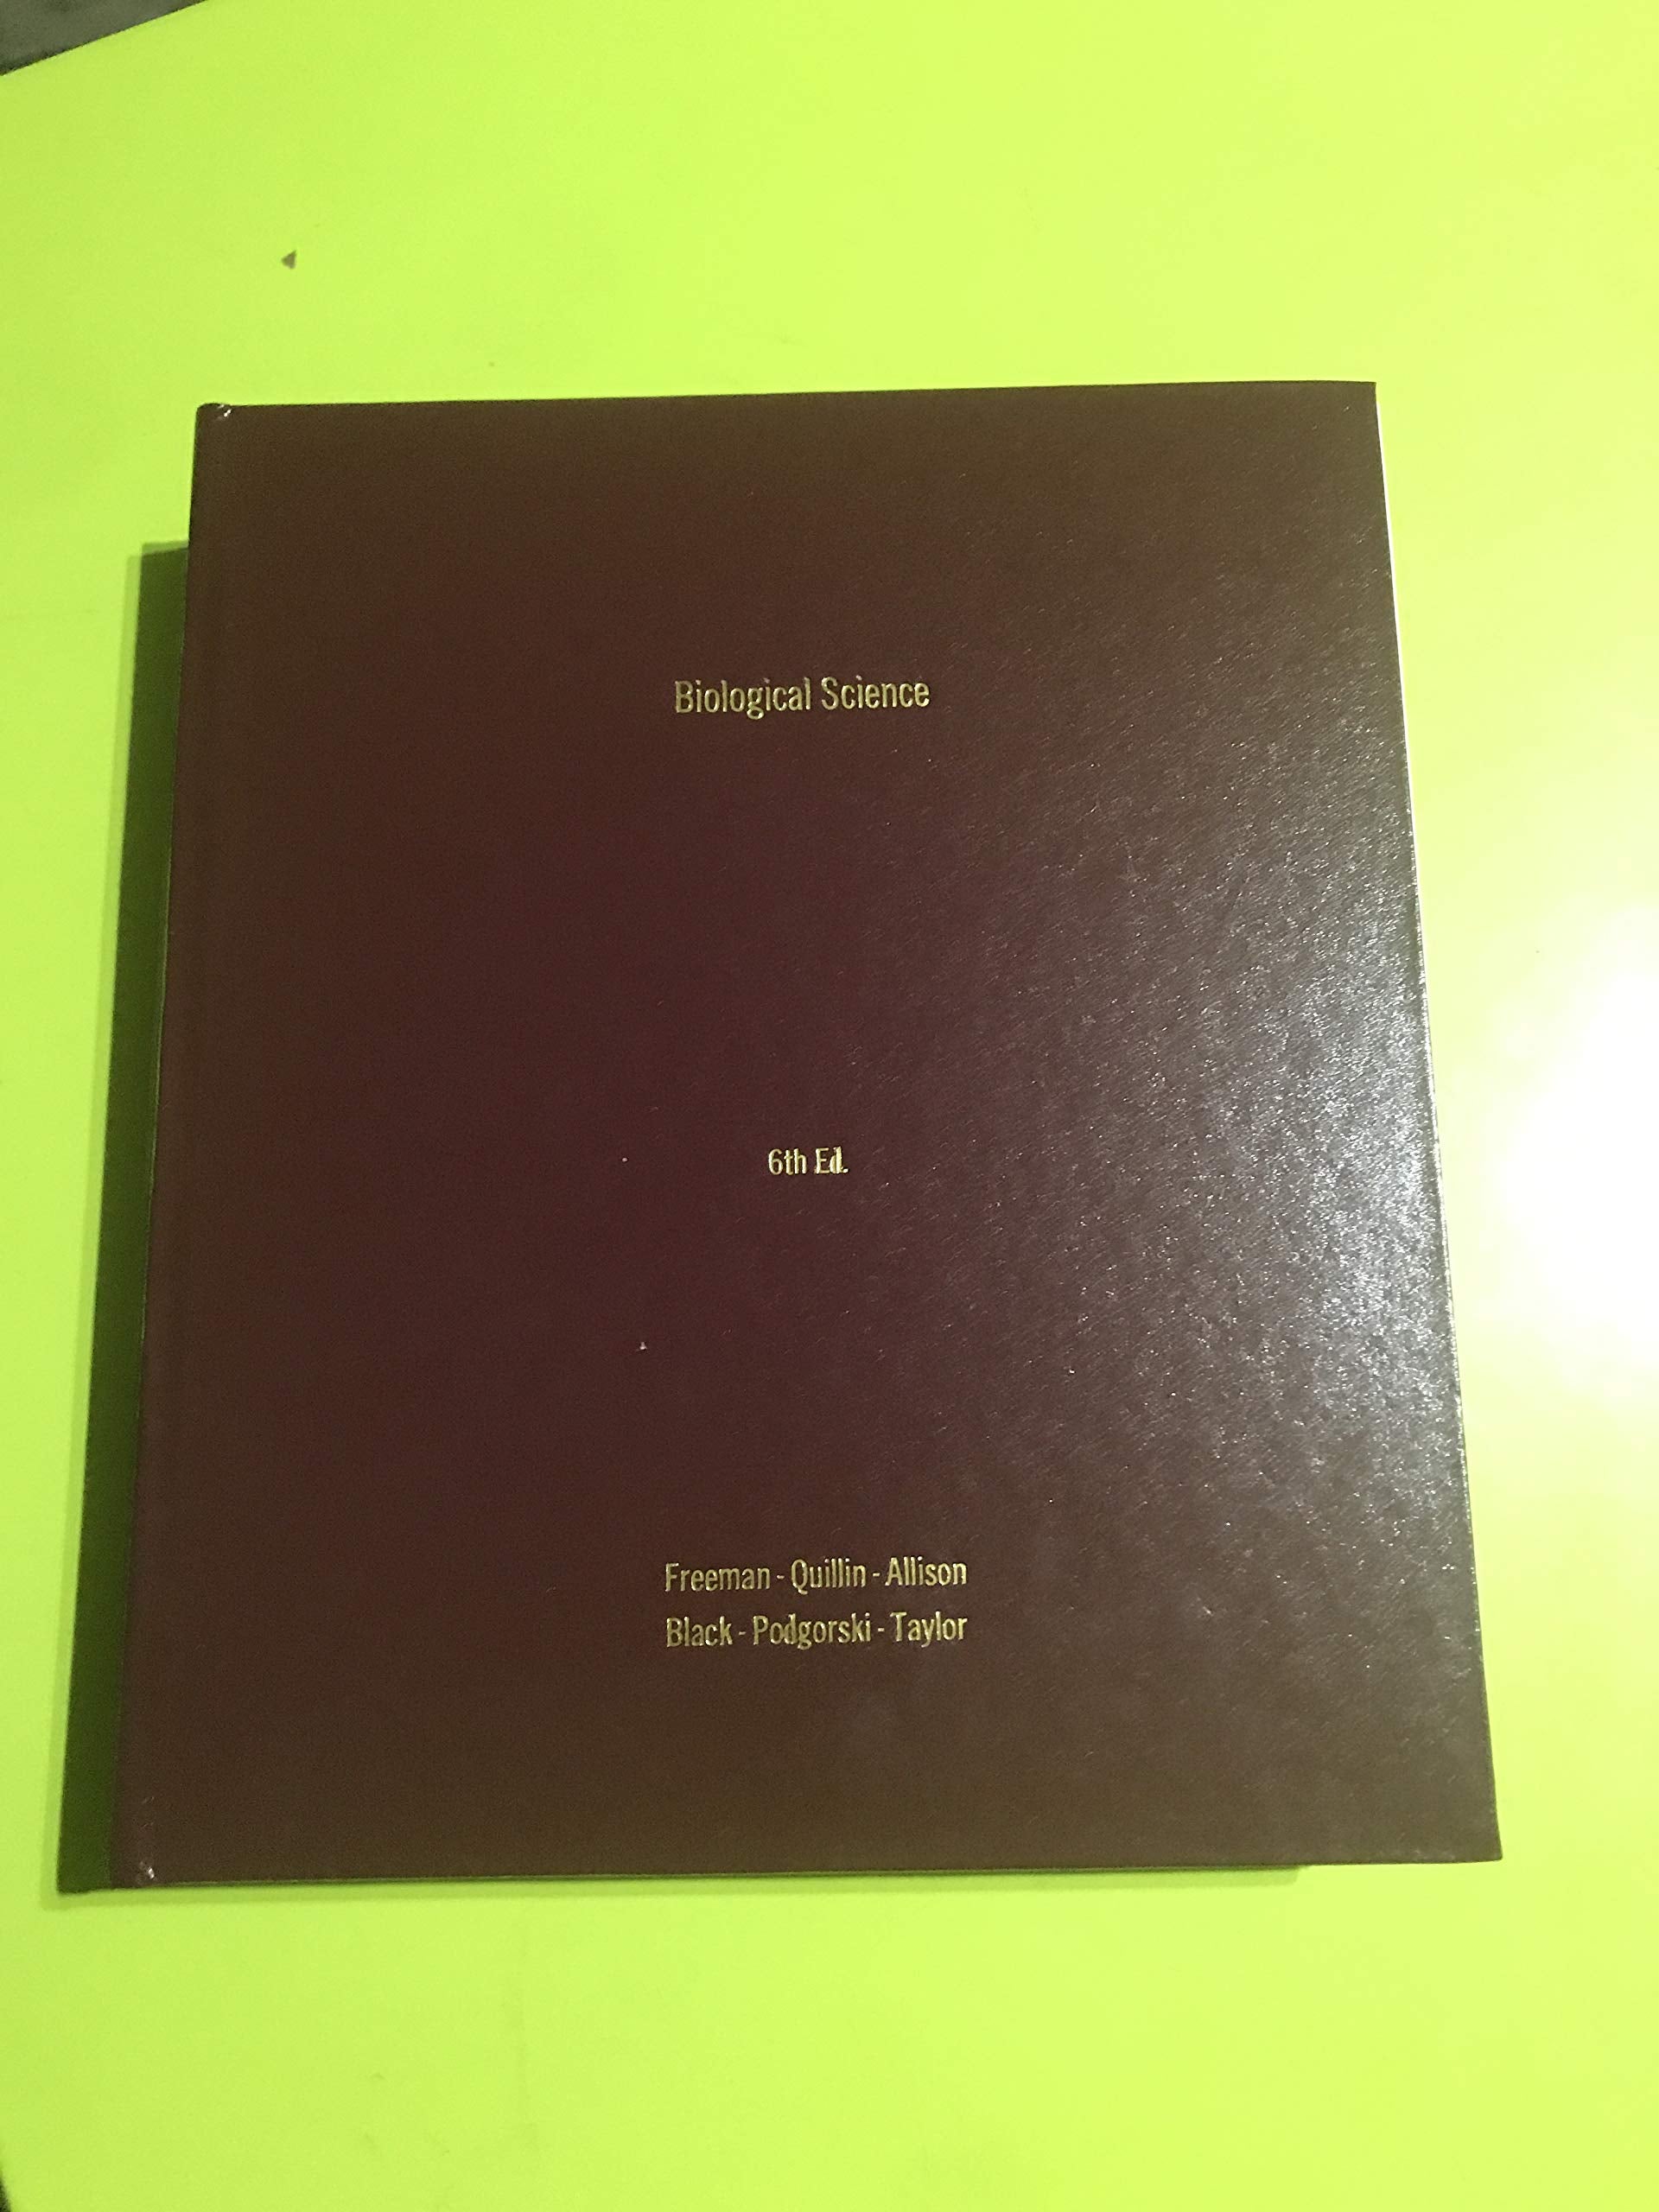 Biological Science
6th Ed.
Freeman - Quillin - Allison
Black - Podgorski - Taylor